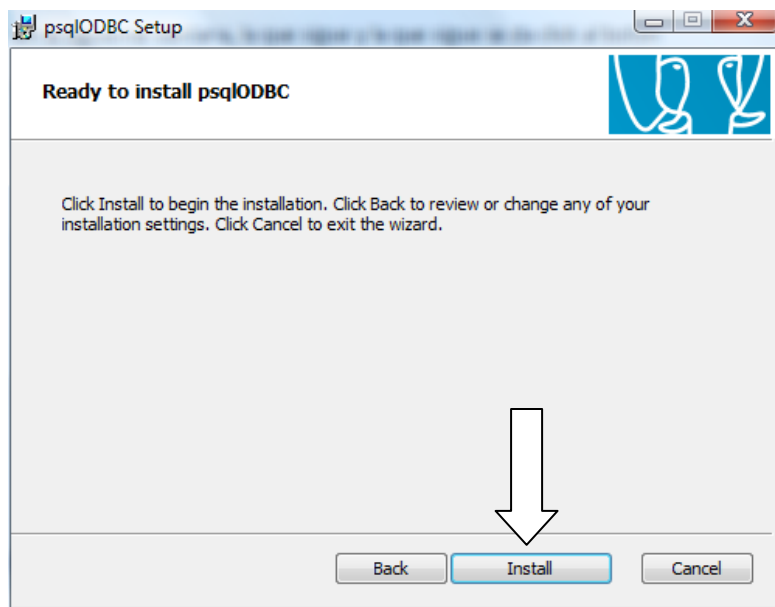 psqlODBC Setup
Ready to install psqlODBC
Click Install to begin the installation. Click Back to review or change any of your
installation settings. Click Cancel to exit the wizard.
Back
Install
Cancel